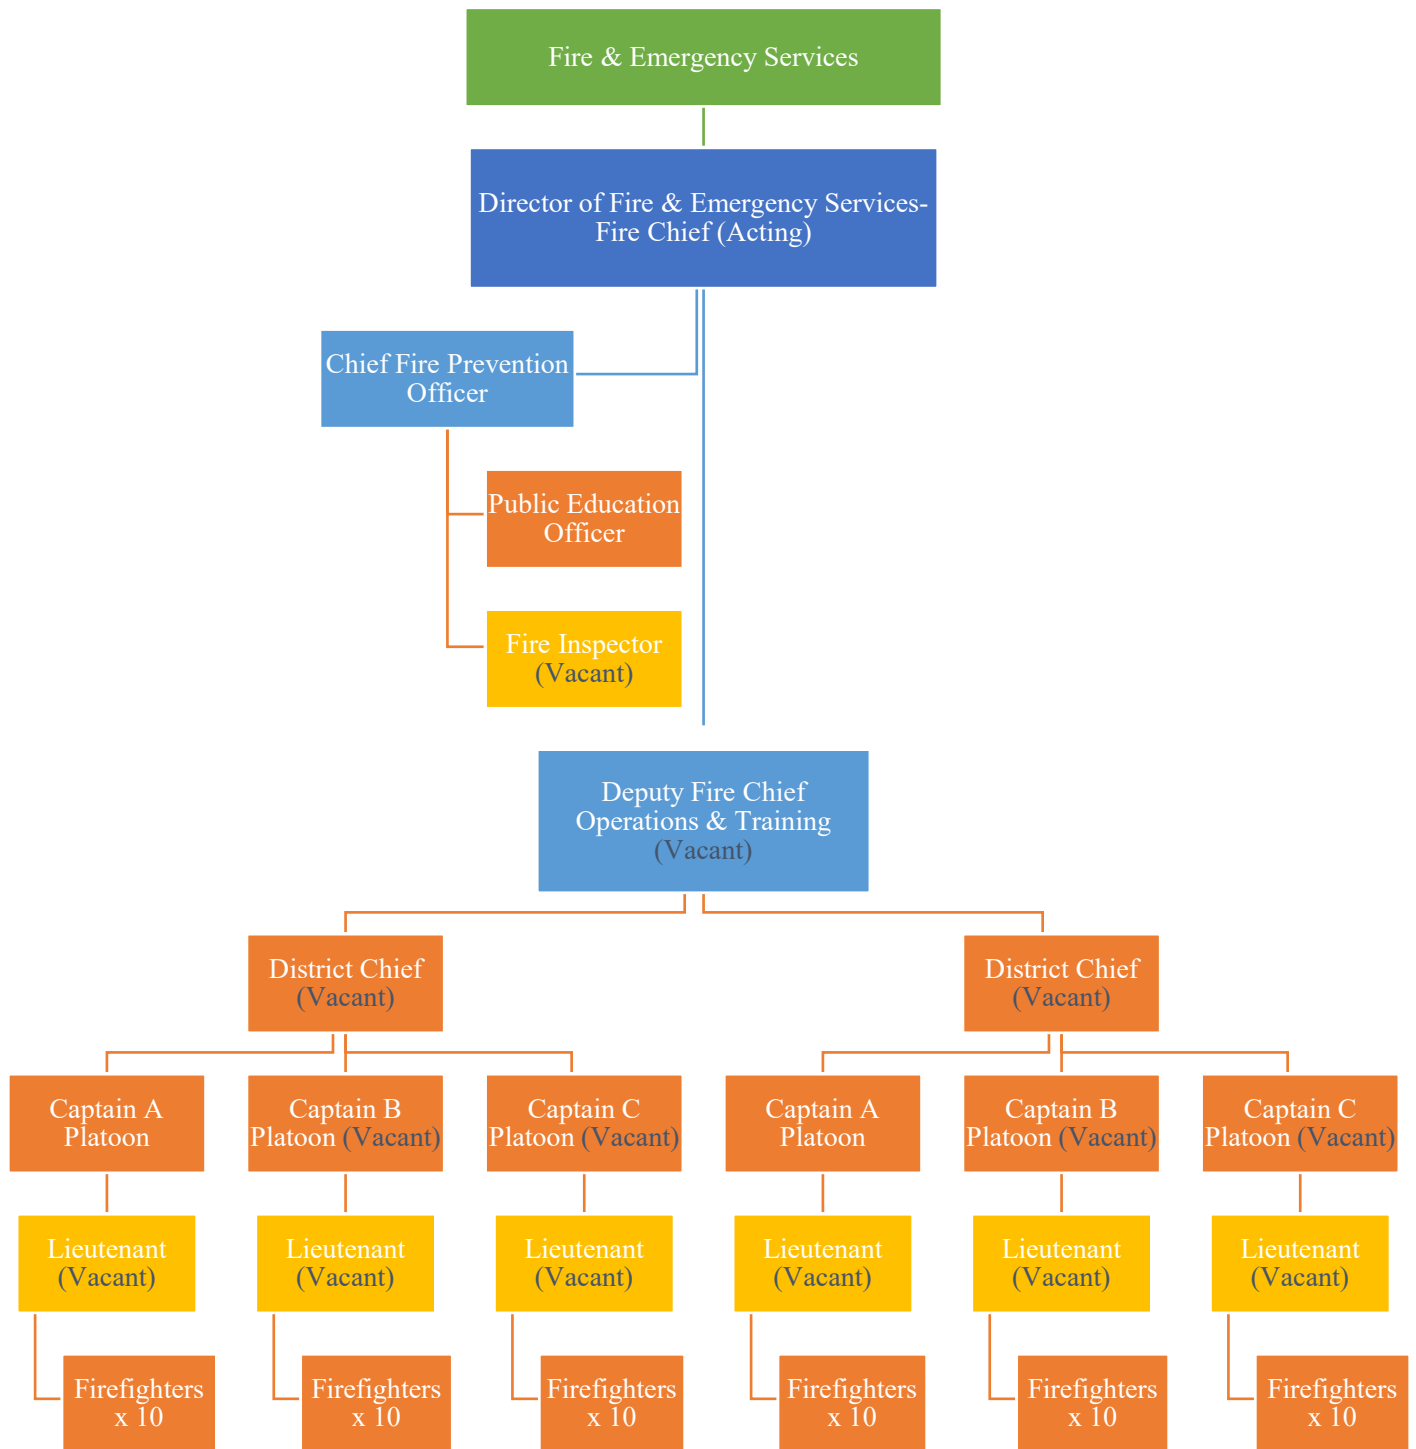 Fire & Emergency Services
Director of Fire & Emergency Services-
Fire Chief (Acting)
Chief Fire Prevention
Officer
Public Education
Officer
Fire Inspector
(Vacant)
Deputy Fire Chief
Operations & Training
(Vacant)
District Chief
(Vacant)
District Chief
(Vacant)
Captain A
Platoon
Captain B
Platoon (Vacant)
Captain C
Platoon (Vacant)
Captain A
Platoon
Captain B
Platoon (Vacant)
Captain C
Platoon (Vacant)
Lieutenant
(Vacant)
Lieutenant
(Vacant)
Lieutenant
(Vacant)
Lieutenant
(Vacant)
Lieutenant
(Vacant)
Lieutenant
(Vacant)
Firefighters
x 10
Firefighters
x 10
Firefighters
x 10
Firefighters
x 10
Firefighters
x 10
Firefighters
x 10